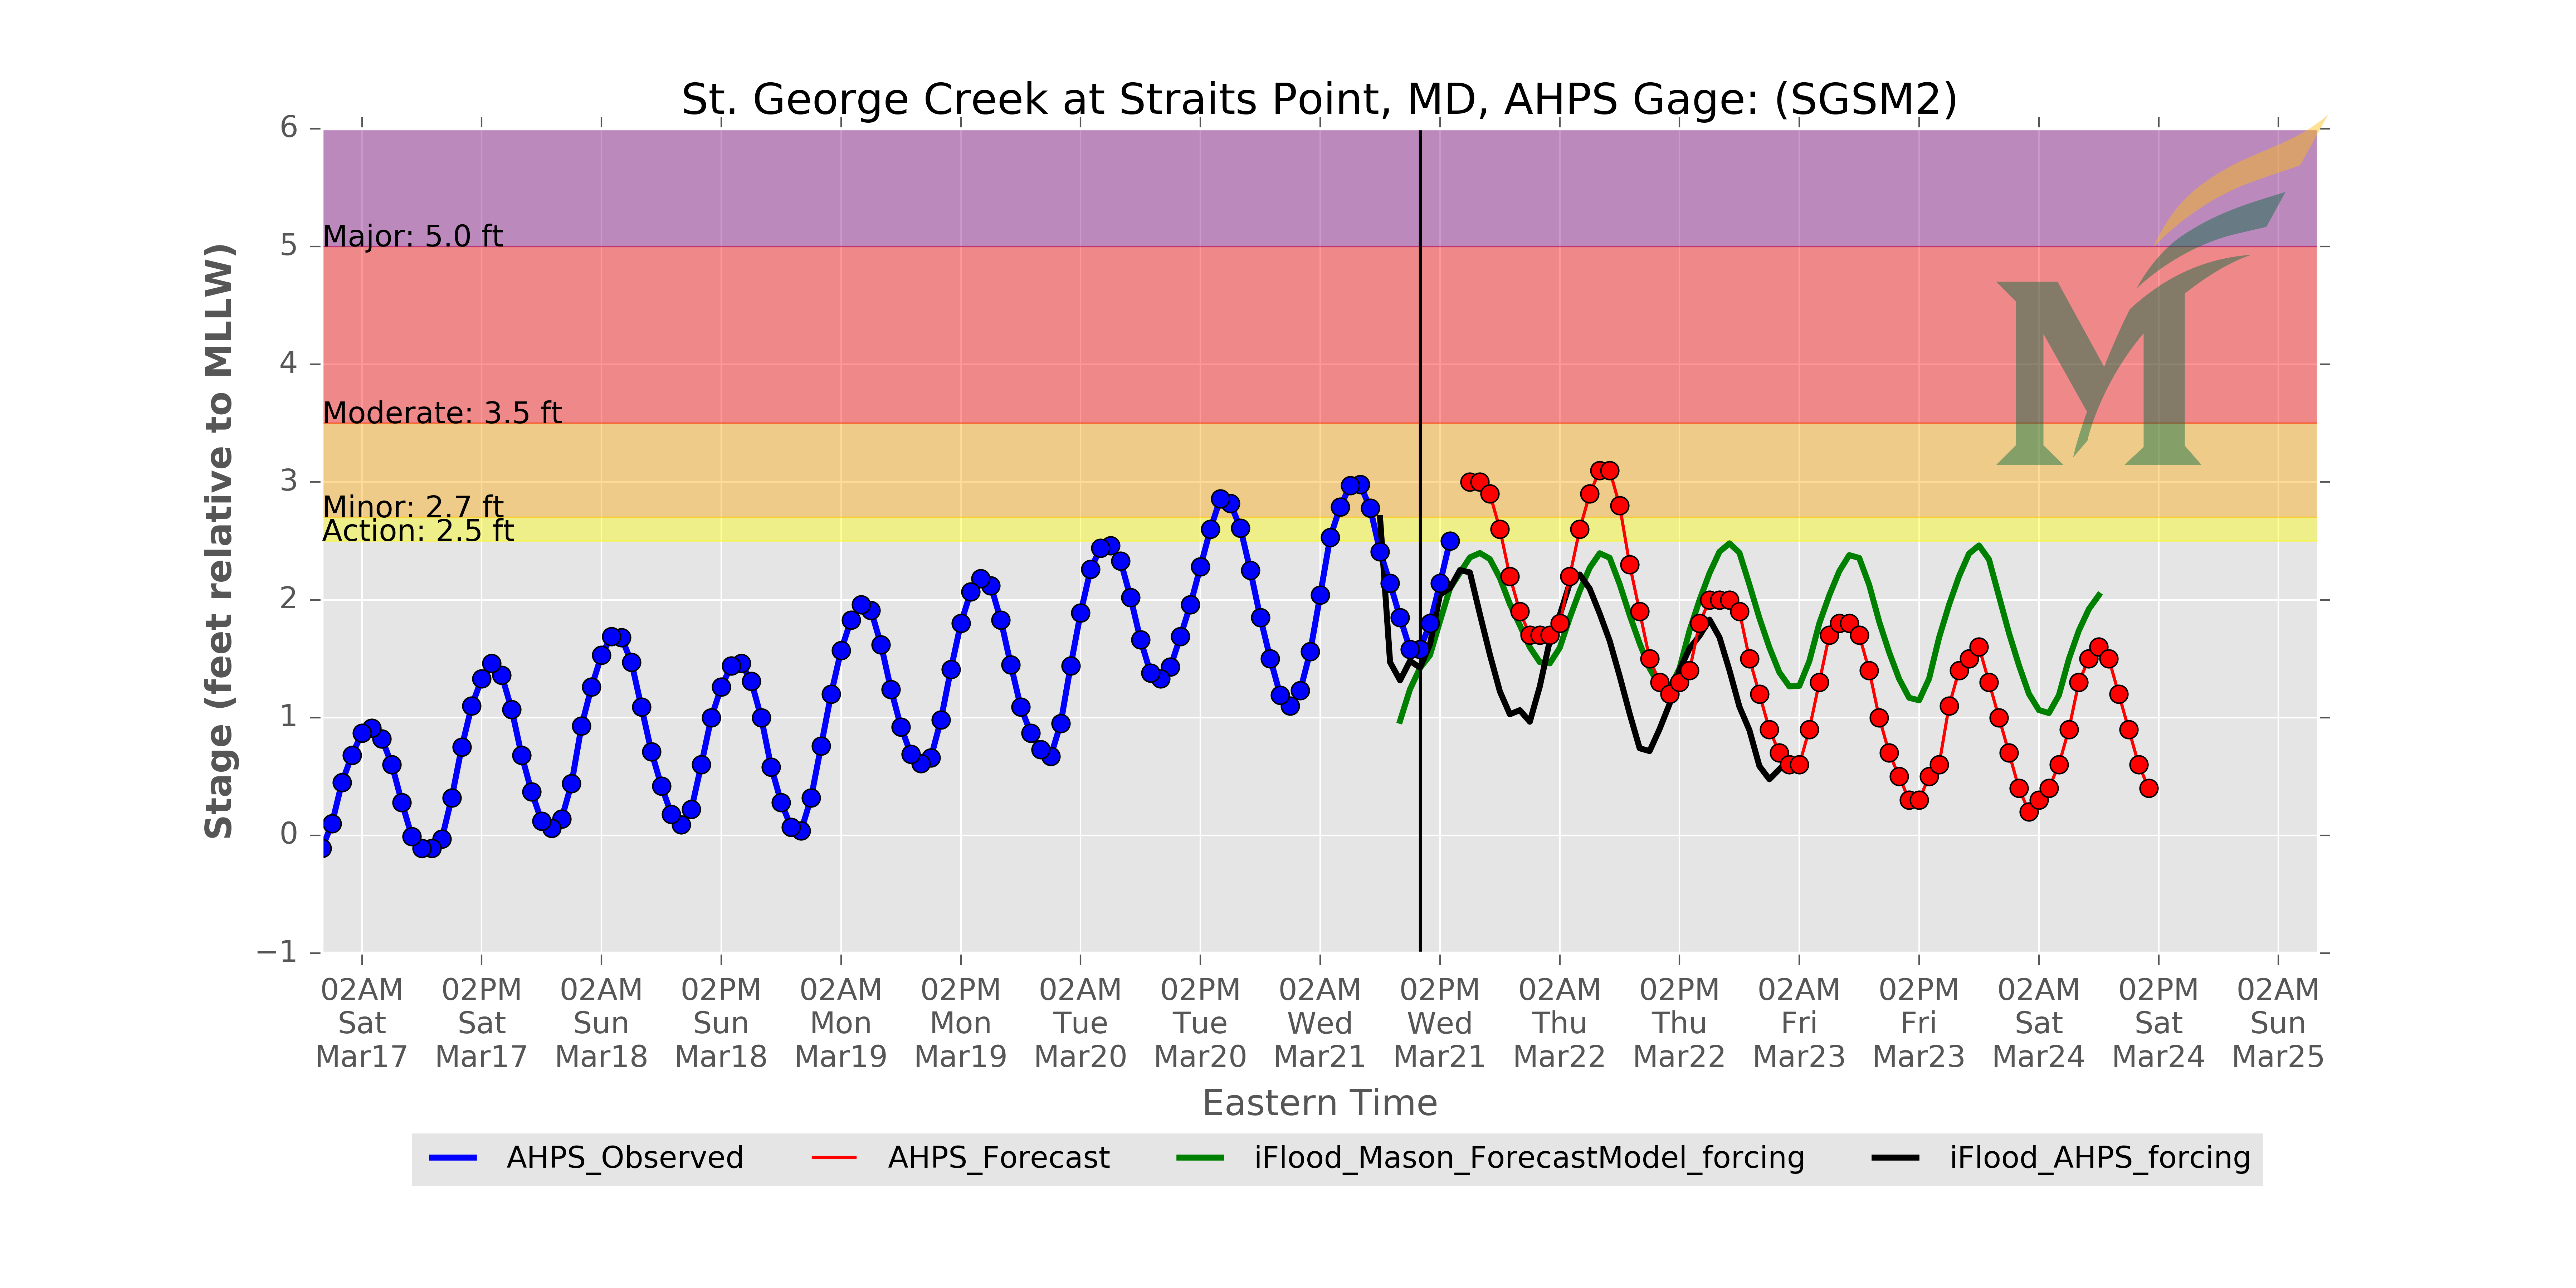 St. George Creek at Straits Point, MD, AHPS Gage: (SGSM2)
6
5
4
3
2
1
0
−1
Stage (feet relative to MLLW)
Major: 5.0 ft
Moderate: 3.5 ft
Minor: 2.7 ft
Action: 2.5 ft
M
02AM 02PM 02AM 02PM 02AM 02PM 02AM 02PM 02AM 02PM 02AM 02PM 02AM 02PM 02AM 02PM 02AM
Sat Sat Sun Sun Mon Mon Tue Tue Wed Wed Thu Thu Fri Fri Sat Sat Sun
Mar17 Mar17 Mar18 Mar18 Mar19 Mar19 Mar20 Mar20 Mar21 Mar21 Mar22 Mar22 Mar23 Mar23 Mar24 Mar24 Mar25
Eastern Time
AHPS_Observed AHPS_Forecast iFlood_Mason_ForecastModel_forcing iFlood_AHPS_forcing